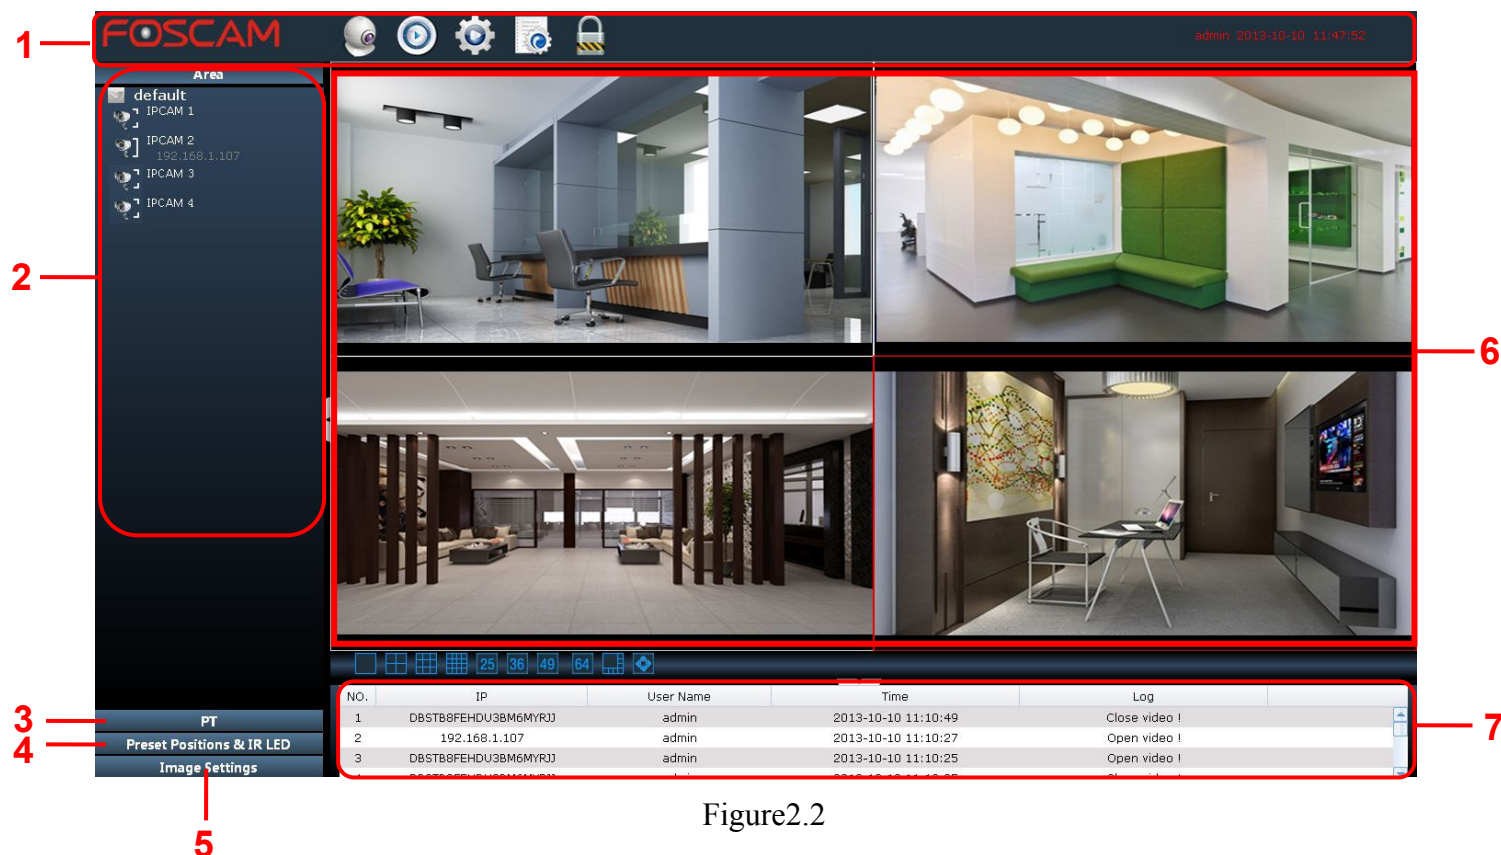 1
FOSCAM
admin 2013-10-10 11:47:52
Area
default
IPCAM 1
IPCAM 2
192.168.1.107
IPCAM 3
IPCAM 4
2
6
25 36 49 64
NO. IP User Name Time Log
1 DBSTB8FEHDU3BM6MYRJJ admin 2013-10-10 11:10:49 Close video !
2 192.168.1.107 admin 2013-10-10 11:10:27 Open video !
3 DBSTB8FEHDU3BM6MYRJJ admin 2013-10-10 11:10:25 Open video !
7
3
PT
4
Preset Positions & IR LED
Image Settings
5
Figure2.2